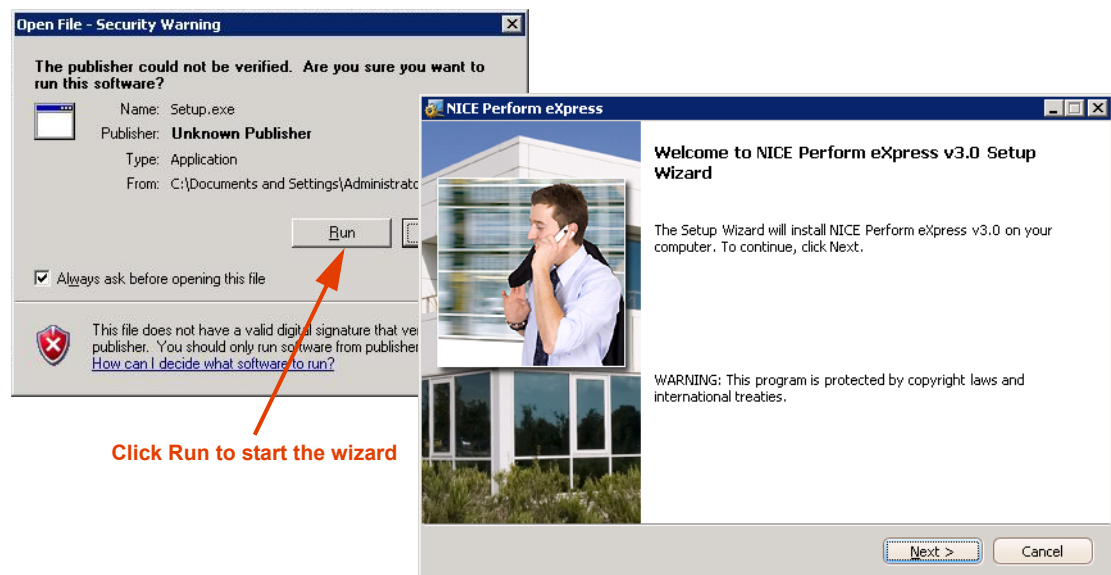 Open File - Security Warning
The publisher could not be verified. Are you sure you want to
run this software?
Name: Setup.exe
Publisher: Unknown Publisher
Type: Application
From: C:\Documents and Settings\Administrato
Run
Always ask before opening this file
This file does not have a valid digital signature that ve
publisher. You should only run software from publisher
How can I decide what software to run?
Click Run to start the wizard
NICE Perform eXpress
Welcome to NICE Perform eXpress v3.0 Setup
Wizard
The Setup Wizard will install NICE Perform eXpress v3.0 on your
computer. To continue, click Next.
WARNING: This program is protected by copyright laws and
international treaties.
Next >
Cancel